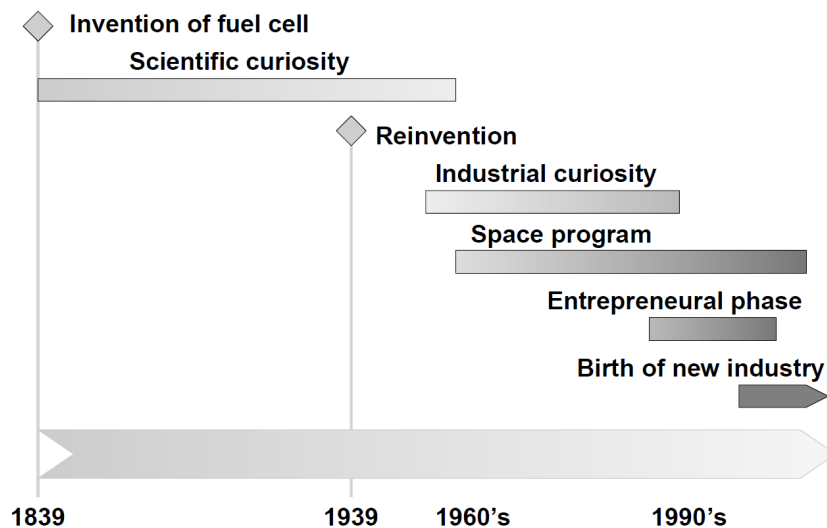 Invention of fuel cell
Scientific curiosity
Reinvention
Industrial curiosity
Space program
Entrepreneural phase
Birth of new industry
1839 1939 1960's 1990's